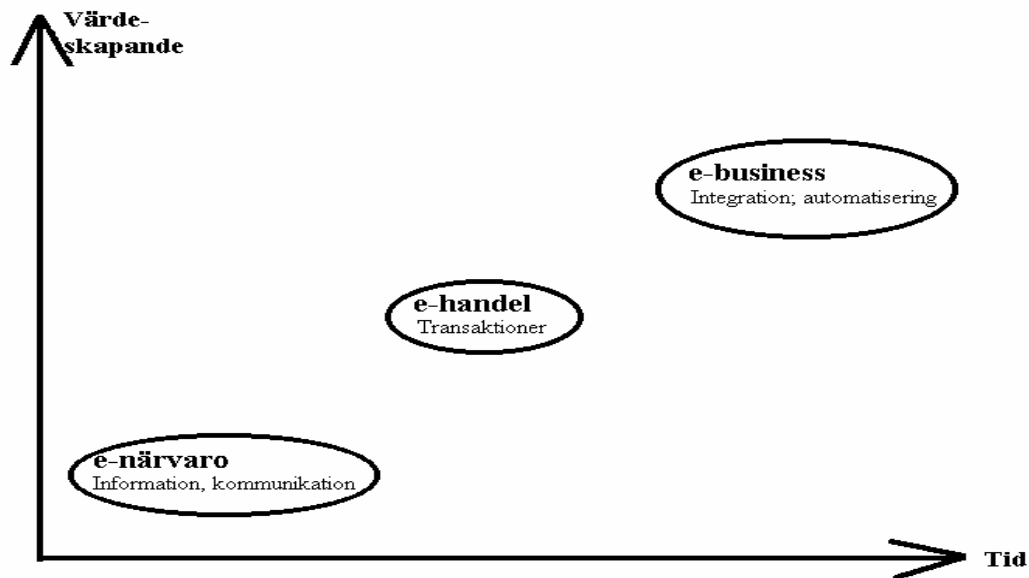 Värde-
skapande
e-business
Integration; automatisering
e-handel
Transaktioner
e-närvaro
Information, kommunikation
Tid